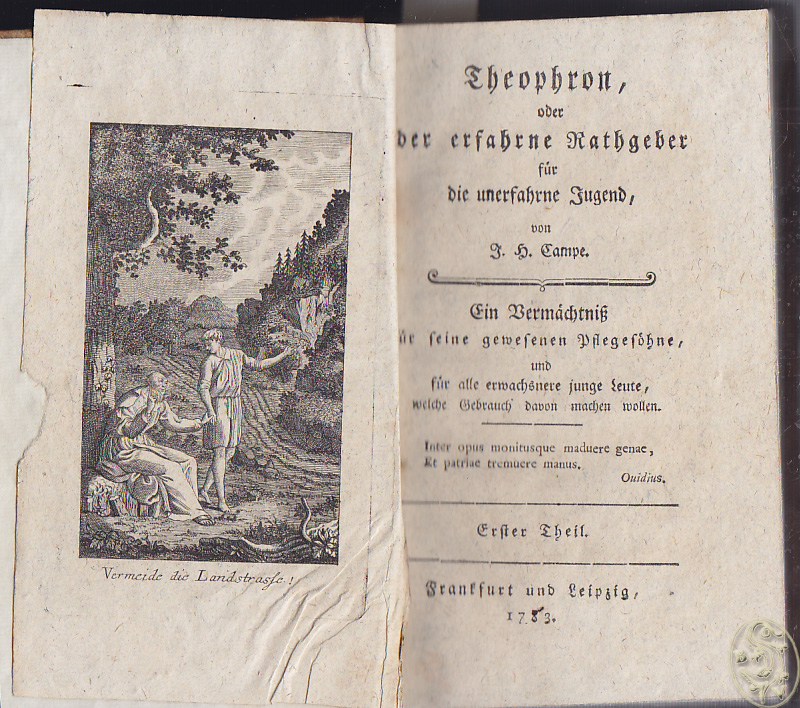 Vermeide die Landstrasse!
Theophron,
oder
der erfahrne Rathgeber
für
die unerfahrne Jugend,
von
J. H. Campe.
Ein Vermächtniß
für seine gewesenen Pflegesöhne,
und
für alle erwachsnere junge Leute,
welche Gebrauch davon machen wollen.
Inter opus monitusque maduere genae,
Et patriae tremuere manus.
Ouidius.
Erster Theil.
Frankfurt und Leipzig,
1783.